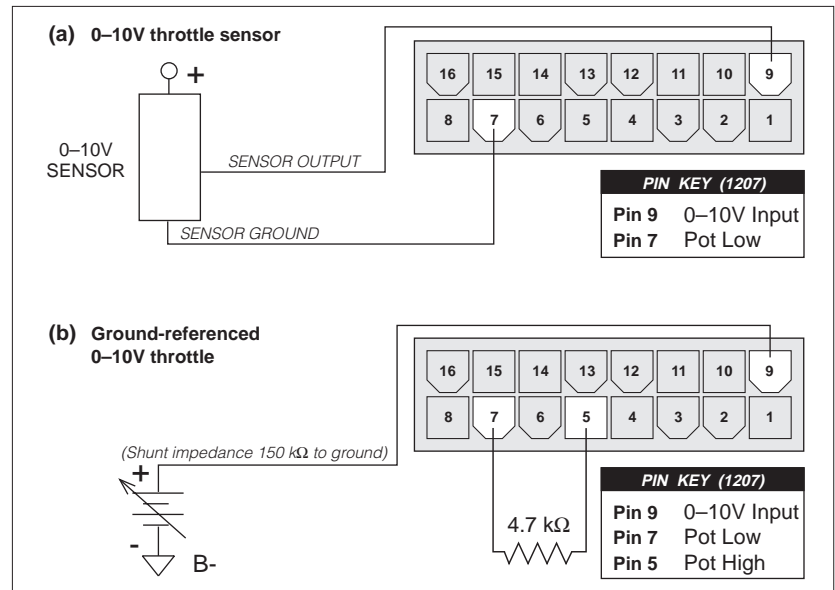 (a) 0–10V throttle sensor
+
0–10V
SENSOR
SENSOR OUTPUT
SENSOR GROUND
16 15 14 13 12 11 10 9
8 7 6 5 4 3 2 1
PIN KEY (1207)
Pin 9 0–10V Input
Pin 7 Pot Low
(b) Ground-referenced
0–10V throttle
(Shunt impedance 150 kΩ to ground)
+
-
B-
16 15 14 13 12 11 10 9
8 7 6 5 4 3 2 1
4.7 kΩ
PIN KEY (1207)
Pin 9 0–10V Input
Pin 7 Pot Low
Pin 5 Pot High